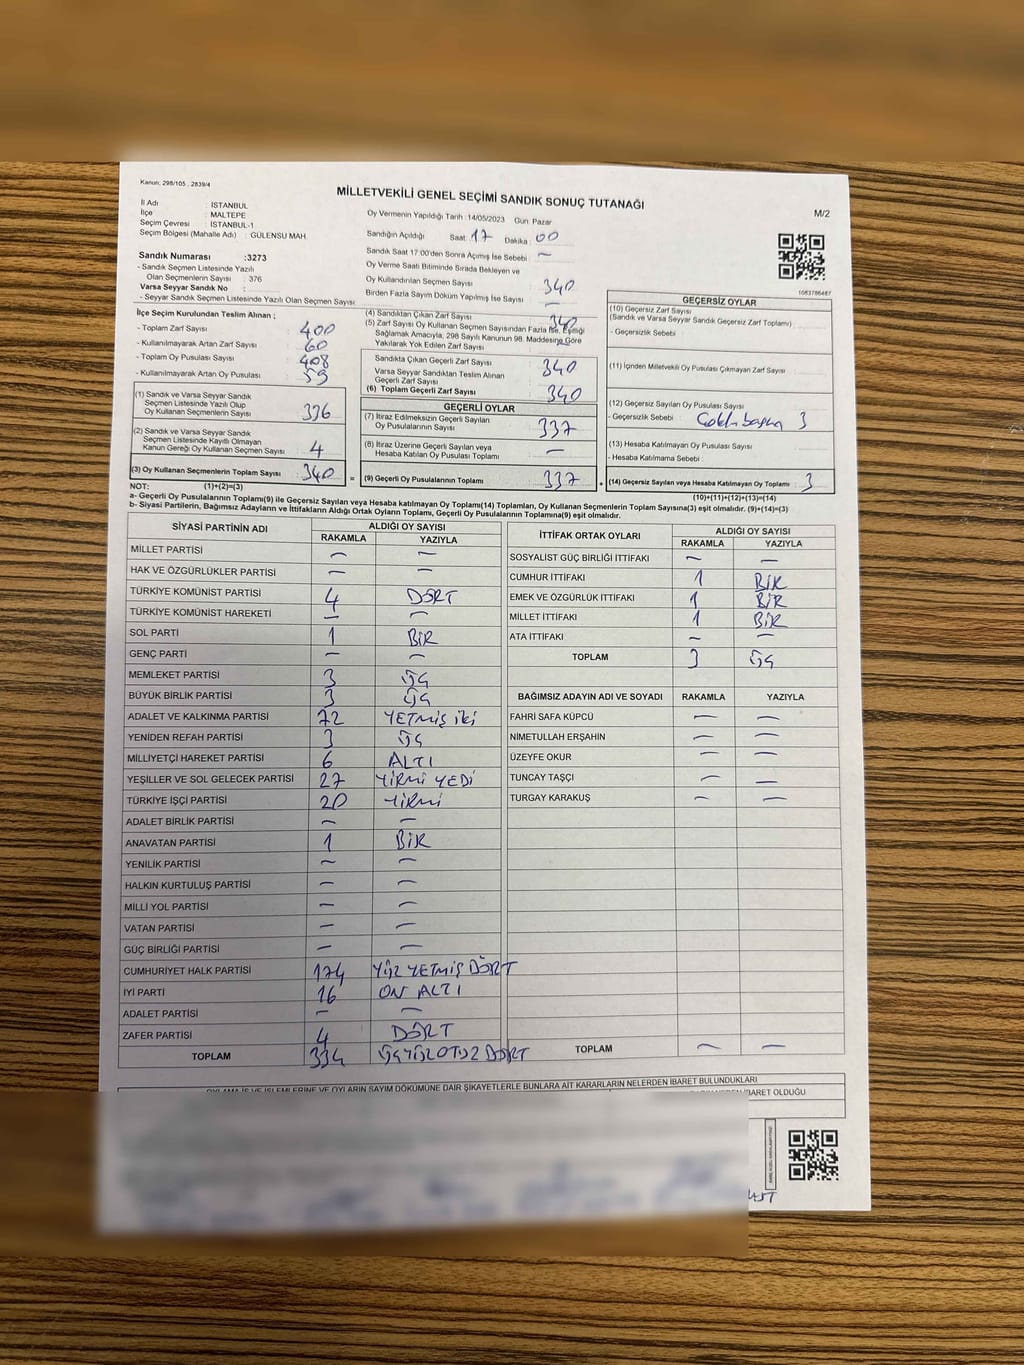 Kanun; 298/105 , 2839/4
MİLLETVEKİLİ GENEL SEÇİMİ SANDIK SONUÇ TUTANAĞI
M/2
İl Adı : İSTANBUL
İlçe : MALTEPE
Seçim Çevresi : İSTANBUL-1
Seçim Bölgesi (Mahalle Adı) : GÜLENSU MAH.
Sandık Numarası :3273
- Sandık Seçmen Listesinde Yazılı
Olan Seçmenlerin Sayısı : 376
Varsa Seyyar Sandık No :
- Seyyar Sandık Seçmen Listesinde Yazılı Olan Seçmen Sayısı
Oy Vermenin Yapıldığı Tarih :14/05/2023 Gün: Pazar
Sandığın Açıldığı Saat: 17 Dakika : 00
Sandık Saat 17:00'den Sonra Açımış İse Sebebi : —
Oy Verme Saati Bitiminde Sırada Bekleyen ve
Oy Kullandırılan Seçmen Sayısı 340
Birden Fazla Sayım Döküm Yapılmış İse Sayısı —
1083786487
İlçe Seçim Kurulundan Teslim Alınan ;
- Toplam Zarf Sayısı 400
- Kullanılmayarak Artan Zarf Sayısı 60
- Toplam Oy Pusulası Sayısı 408
- Kullanılmayarak Artan Oy Pusulası 59
(1) Sandık ve Varsa Seyyar Sandık
Seçmen Listesinde Yazılı Olup
Oy Kullanan Seçmenlerin Sayısı 336
(2) Sandık ve Varsa Seyyar Sandık
Seçmen Listesinde Kayıtlı Olmayan
Kanun Gereği Oy Kullanan Seçmen Sayısı 4
(3) Oy Kullanan Seçmenlerin Toplam Sayısı 340 =
(4) Sandıktan Çıkan Zarf Sayısı 340
(5) Zarf Sayısı Oy Kullanan Seçmen Sayısından Fazla İse, Eşitliği
Sağlamak Amacıyla, 298 Sayılı Kanunun 98. Maddesine Göre
Yakılarak Yok Edilen Zarf Sayısı
Sandıkta Çıkan Geçerli Zarf Sayısı 340
Varsa Seyyar Sandıktan Teslim Alınan
Geçerli Zarf Sayısı
(6) Toplam Geçerli Zarf Sayısı 340
GEÇERLİ OYLAR
(7) İtiraz Edilmeksizin Geçerli Sayılan
Oy Pusulasının Sayısı 337
(8) İtiraz Üzerine Geçerli Sayılan veya
Hesaba Katılan Oy Pusulası Toplamı —
(9) Geçerli Oy Pusulalarının Toplamı 337 +
GEÇERSİZ OYLAR
(10) Geçersiz Zarf Sayısı
(Sandık ve Varsa Seyyar Sandık Geçersiz Zarf Toplamı) :
- Geçersizlik Sebebi :
(11) İçinden Milletvekili Oy Pusulası Çıkmayan Zarf Sayısı :
(12) Geçersiz Sayılan Oy Pusulası Sayısı
- Geçersizlik Sebebi : 3
(13) Hesaba Katılmayan Oy Pusulası Sayısı
- Hesaba Katılmama Sebebi :
(14) Geçersiz Sayılan veya Hesaba Katılmayan Oy Toplamı : 3
NOT: (1)+(2)=(3)
(10)+(11)+(12)+(13)=(14)
a- Geçerli Oy Pusulalarının Toplamı(9) ile Geçersiz Sayılan veya Hesaba Katılmayan Oy Toplamı(14) Toplamları, Oy Kullanan Seçmenlerin Toplam Sayısına(3) eşit olmalıdır. (9)+(14)=(3)
b- Siyasi Partilerin, Bağımsız Adayların ve İttifakların Aldığı Oyların Toplamı, Geçerli Oy Pusulasının Toplamına(9) eşit olmalıdır.
SİYASİ PARTİNİN ADI ALDIĞI OY SAYISI
RAKAMLA YAZIYLA
MİLLET PARTİSİ — —
HAK VE ÖZGÜRLÜKLER PARTİSİ — —
TÜRKİYE KOMÜNİST PARTİSİ 4 DÖRT
TÜRKİYE KOMÜNİST HAREKETİ — —
SOL PARTİ 1 BİR
GENÇ PARTİ — —
MEMLEKET PARTİSİ 3 ÜÇ
BÜYÜK BİRLİK PARTİSİ 3 ÜÇ
ADALET VE KALKINMA PARTİSİ 72 YETMİŞ İKİ
YENİDEN REFAH PARTİSİ 3 ÜÇ
MİLLİYETÇİ HAREKET PARTİSİ 6 ALTI
YEŞİLLER VE SOL GELECEK PARTİSİ 27 YİRMİ YEDİ
TÜRKİYE İŞÇİ PARTİSİ 20 YİRMİ
ADALET BİRLİK PARTİSİ — —
ANAVATAN PARTİSİ 1 BİR
YENİLİK PARTİSİ — —
HALKIN KURTULUŞ PARTİSİ — —
MİLLİ YOL PARTİSİ — —
VATAN PARTİSİ — —
GÜÇ BİRLİĞİ PARTİSİ — —
CUMHURİYET HALK PARTİSİ 174 YÜZ YETMİŞ DÖRT
İYİ PARTİ 16 ON ALTI
ADALET PARTİSİ — —
ZAFER PARTİSİ 4 DÖRT
TOPLAM 334 ÜÇ YÜZ OTUZ DÖRT
İTTİFAK ORTAK OYLARI ALDIĞI OY SAYISI
RAKAMLA YAZIYLA
SOSYALİST GÜÇ BİRLİĞİ İTTİFAKI — —
CUMHUR İTTİFAKI 1 BİR
EMEK VE ÖZGÜRLÜK İTTİFAKI 1 BİR
MİLLET İTTİFAKI 1 BİR
ATA İTTİFAKI — —
TOPLAM 3 ÜÇ
BAĞIMSIZ ADAYIN ADI VE SOYADI RAKAMLA YAZIYLA
FAHRİ SAFA KÜPCÜ — —
NİMETULLAH ERŞAHİN — —
ÜZEYFE OKUR — —
TUNCAY TAŞÇI — —
TURGAY KARAKUŞ — —
TOPLAM — —
OYLAMA İŞ VE İŞLEMLERİNE VE OYLARIN SAYIM DÖKÜMÜNE DAİR ŞİKAYETLERLE BUNLARA AİT KARARLARIN NELERDEN İBARET BULUNDUKLARI
İBARET OLDUĞU